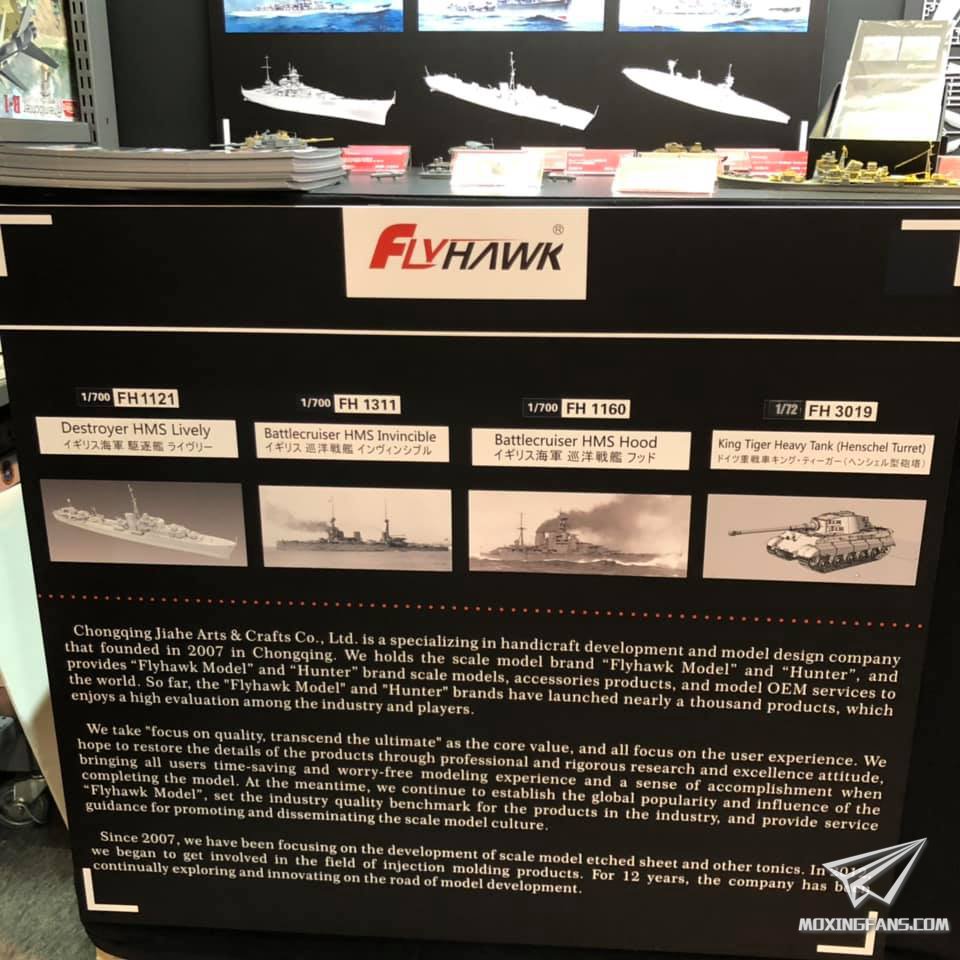 FLYHAWK®
1/700 FH1121
1/700 FH 1311
1/700 FH 1160
1/72 FH 3019
Destroyer HMS Lively
イギリス海軍 駆逐艦 ライヴリー
Battlecruiser HMS Invincible
イギリス 巡洋戦艦 インヴィンシブル
Battlecruiser HMS Hood
イギリス海軍 巡洋戦艦 フッド
King Tiger Heavy Tank (Henschel Turret)
ドイツ重戦車キング・ティーガー(ヘンシェル型砲塔)
Chongqing Jiahe Arts & Crafts Co., Ltd. is a specializing in handicraft development and model design company
that founded in 2007 in Chongqing. We holds the scale model brand "Flyhawk Model" and "Hunter", and
provides "Flyhawk Model" and "Hunter" brand scale models, accessories products, and model OEM services to
the world. So far, the "Flyhawk Model" and "Hunter" brands have launched nearly a thousand products, which
enjoys a high evaluation among the industry and players.
We take "focus on quality, transcend the ultimate" as the core value, and all focus on the user experience. We
hope to restore the details of the products through professional and rigorous research and excellence attitude,
bringing all users time-saving and worry-free modeling experience and a sense of accomplishment when
completing the model. At the meantime, we continue to establish the global popularity and influence of the
"Flyhawk Model", set the industry quality benchmark for the products in the industry, and provide service
guidance for promoting and disseminating the scale model culture.
Since 2007, we have been focusing on the development of scale model etched sheet and other tonics. In
we began to get involved in the field of injection molding products. For 12 years, the company has been
continually exploring and innovating on the road of model development.
MOXINGFANS.COM